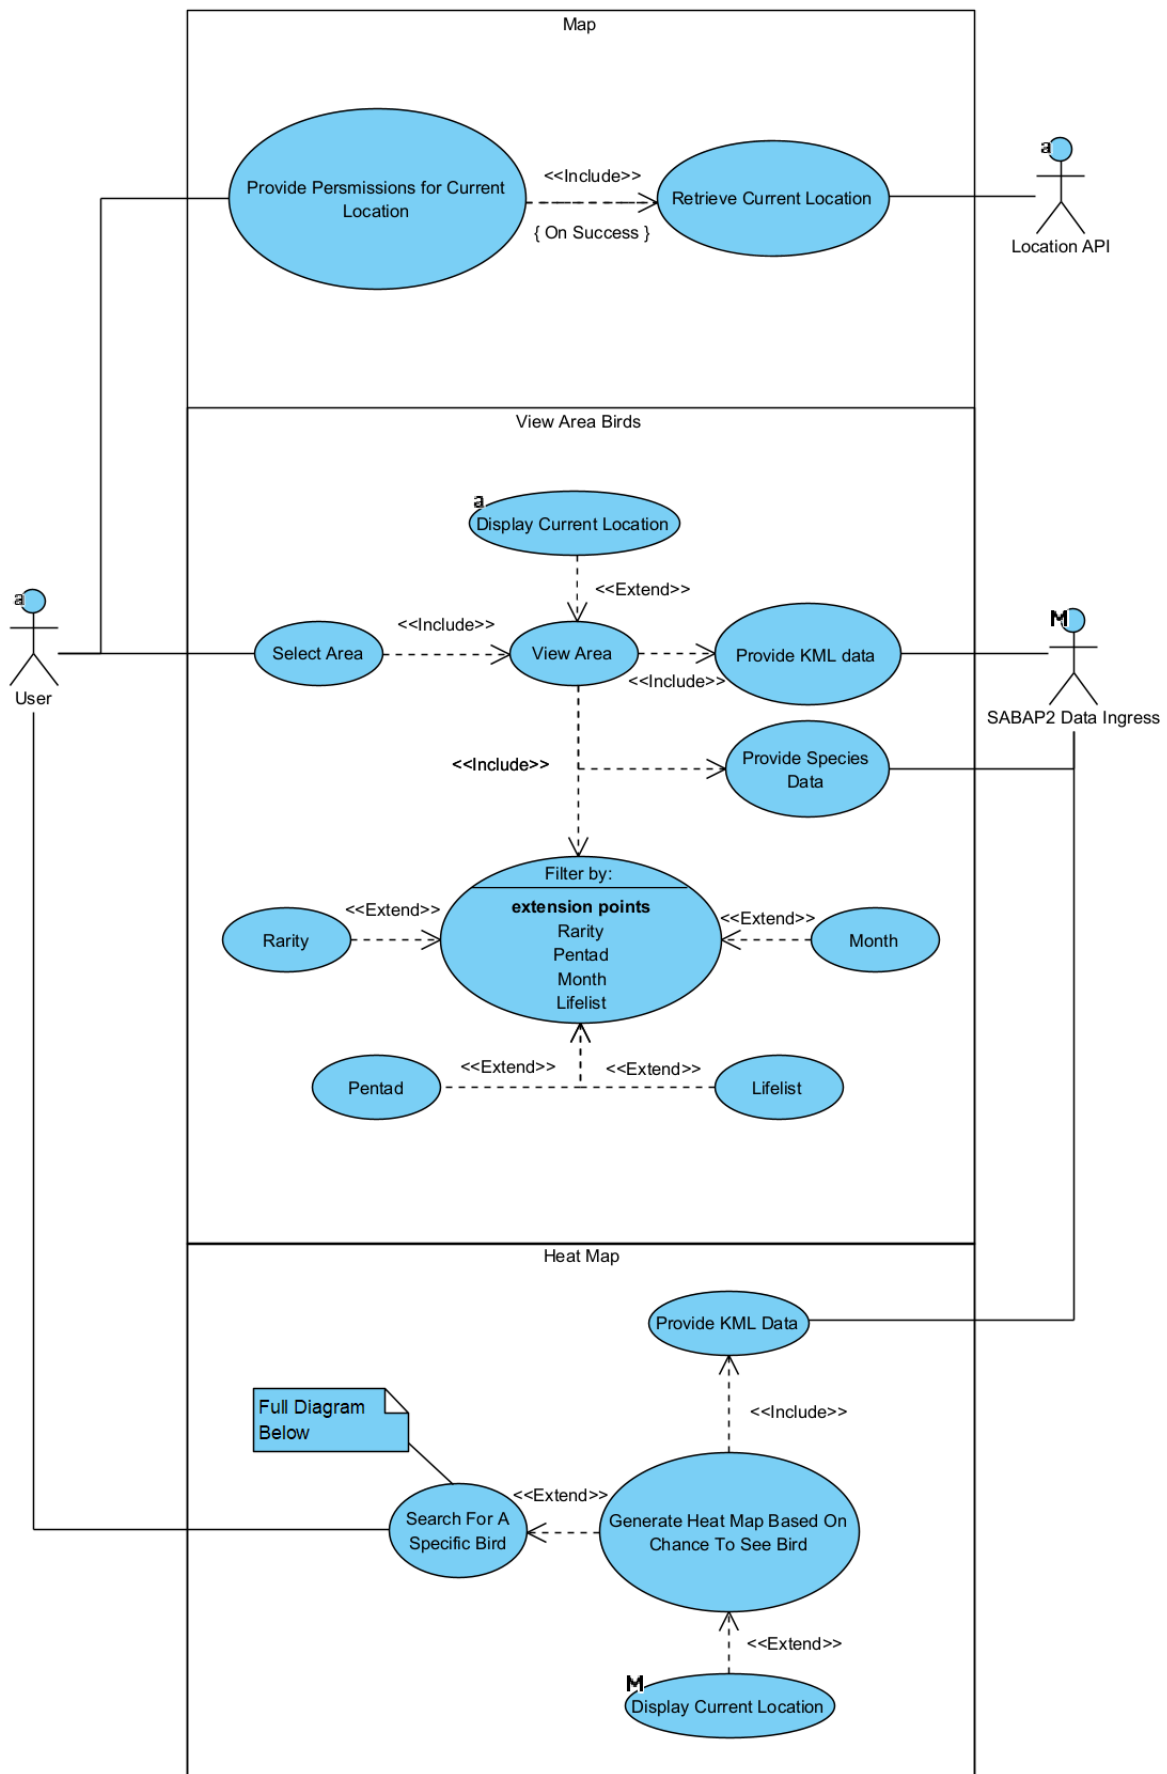 Map
Provide Persmissions for Current
Location
<<Include>>
{ On Success }
Retrieve Current Location
a
Location API
View Area Birds
a
Display Current Location
<<Extend>>
a
User
Select Area
<<Include>>
View Area
<<Include>>
Provide KML data
M
SABAP2 Data Ingress
<<Include>>
Provide Species
Data
Filter by:
extension points
Rarity
Pentad
Month
Lifelist
Rarity
<<Extend>>
<<Extend>>
Month
Pentad
<<Extend>>
<<Extend>>
Lifelist
Heat Map
Provide KML Data
<<Include>>
Full Diagram
Below
Search For A
Specific Bird
<<Extend>>
Generate Heat Map Based On
Chance To See Bird
<<Extend>>
M
Display Current Location